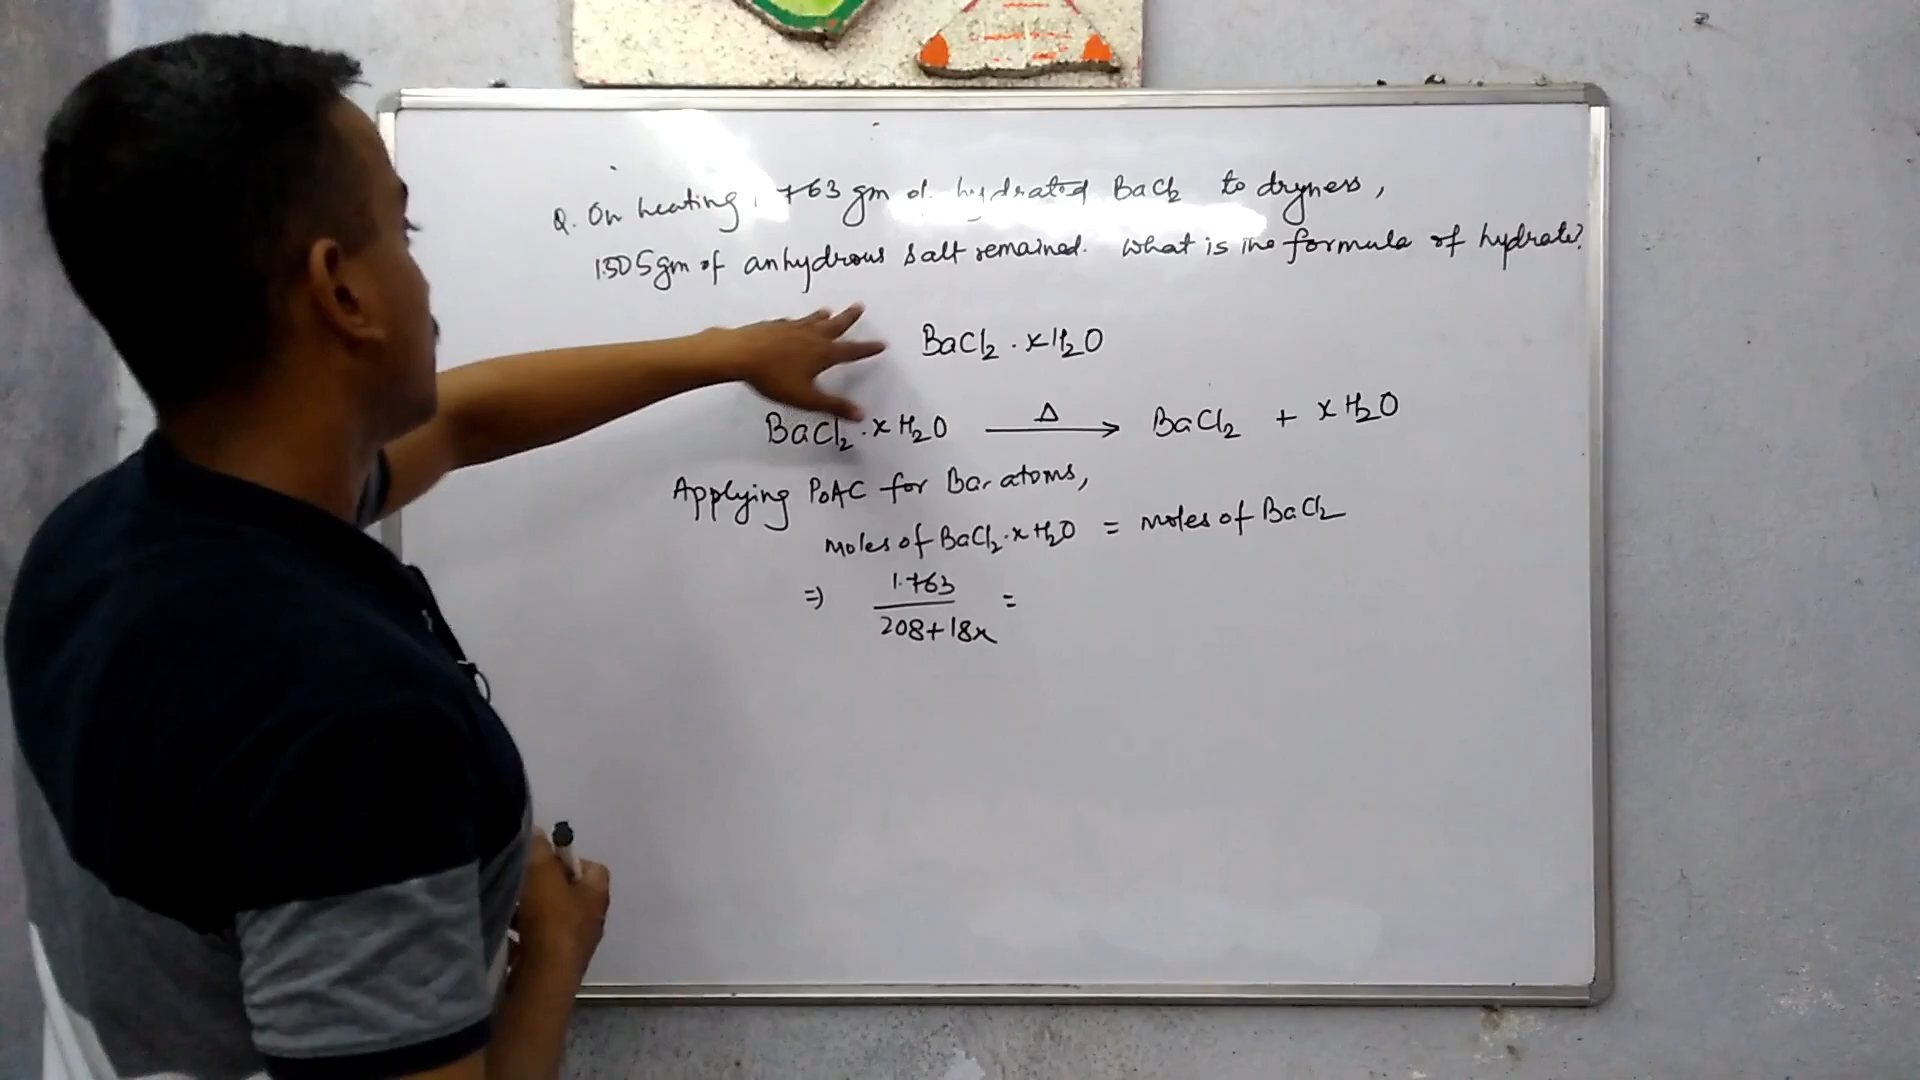 Q. On heating 1.763 gm of hydrated BaCl₂ to dryness,
1.505gm of anhydrous salt remained. What is the formula of hydrate?
BaCl₂ . xH₂O
BaCl₂ . xH₂O —Δ→ BaCl₂ + xH₂O
Applying POAC for Ba-atoms,
moles of BaCl₂.xH₂O = moles of BaCl₂
⇒ 1.763 / 208+18x =